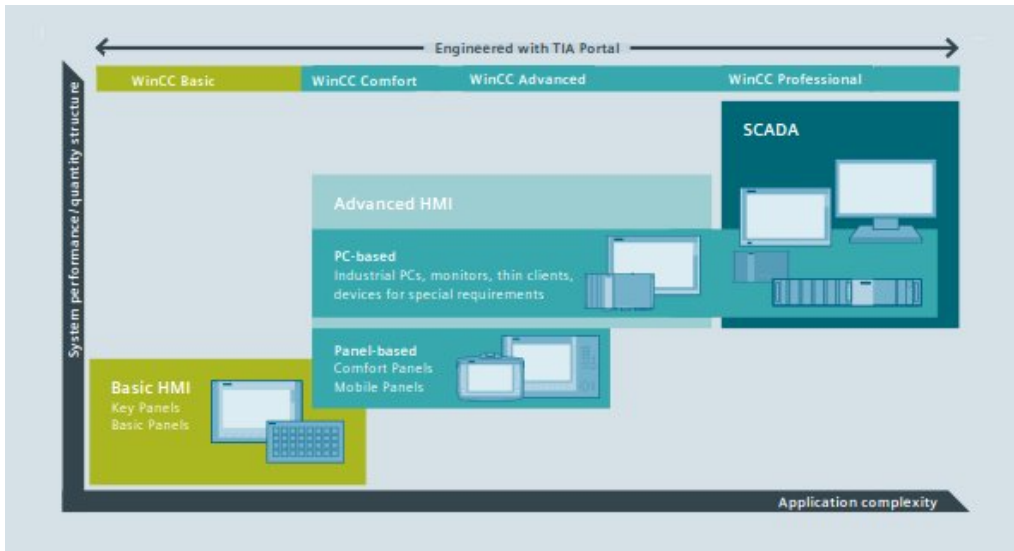 Engineered with TIA Portal
WinCC Basic
WinCC Comfort
WinCC Advanced
WinCC Professional
System performance/quantity structure
SCADA
Advanced HMI
PC-based
Industrial PCs, monitors, thin clients,
devices for special requirements
Panel-based
Comfort Panels
Mobile Panels
Basic HMI
Key Panels
Basic Panels
Application complexity